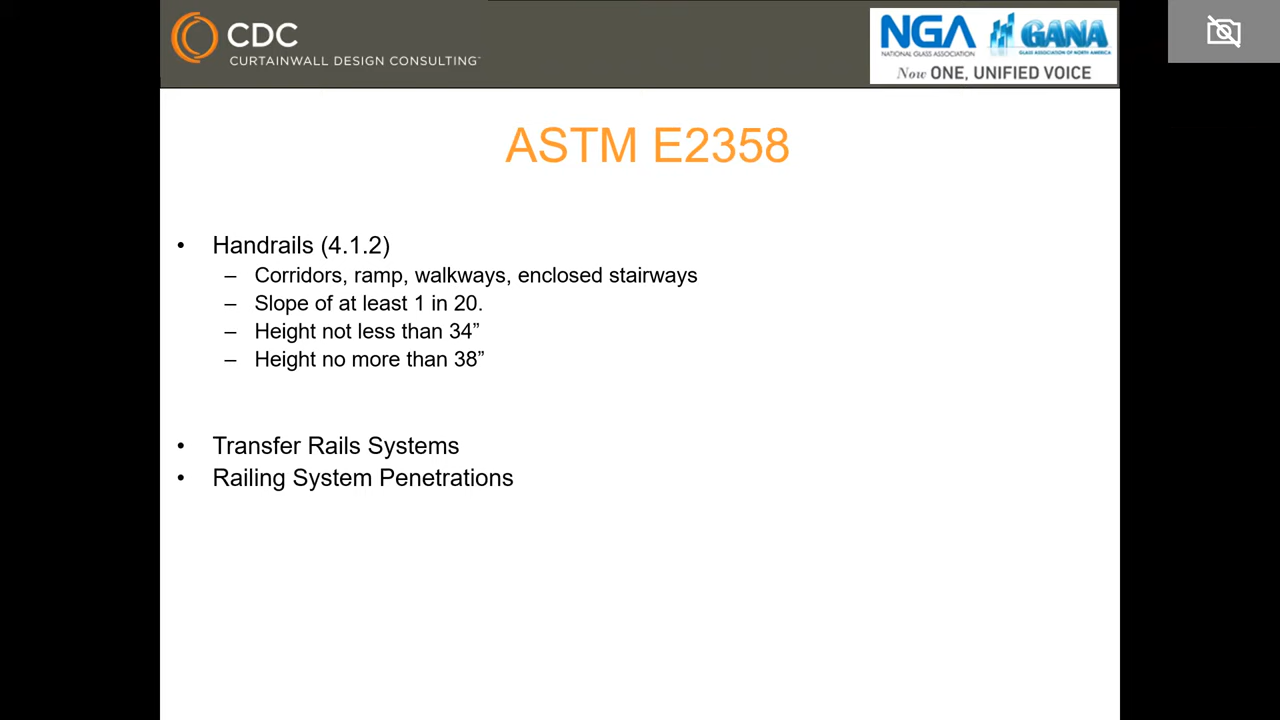 CDC
CURTAINWALL DESIGN CONSULTING
NGA
NATIONAL GLASS ASSOCIATION
GANA
GLASS ASSOCIATION OF NORTH AMERICA
Now ONE, UNIFIED VOICE
ASTM E2358
• Handrails (4.1.2)
– Corridors, ramp, walkways, enclosed stairways
– Slope of at least 1 in 20.
– Height not less than 34”
– Height no more than 38”
• Transfer Rails Systems
• Railing System Penetrations